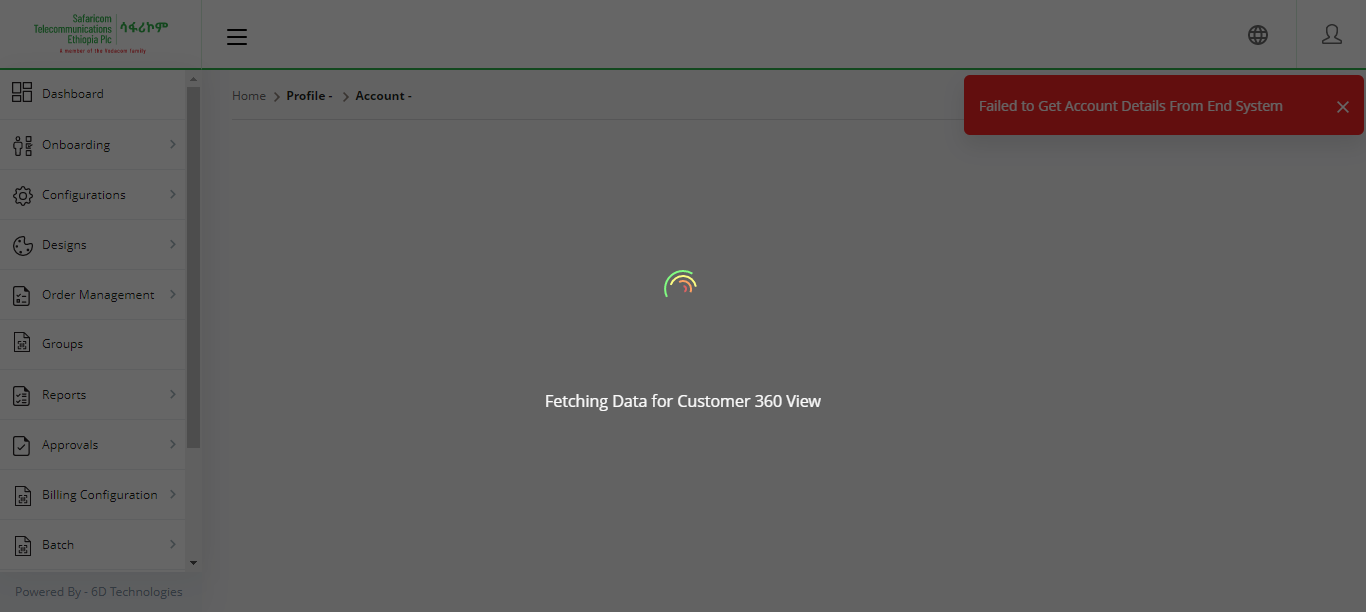 Safaricom
Telecommunications
Ethiopia Plc
ሳፋሪኮም
A member of the Vodacom family
Home
Profile -
Account -
Failed to Get Account Details From End System
Dashboard
Onboarding
Configurations
Designs
Order Management
Groups
Reports
Approvals
Billing Configuration
Batch
Fetching Data for Customer 360 View
Powered By - 6D Technologies